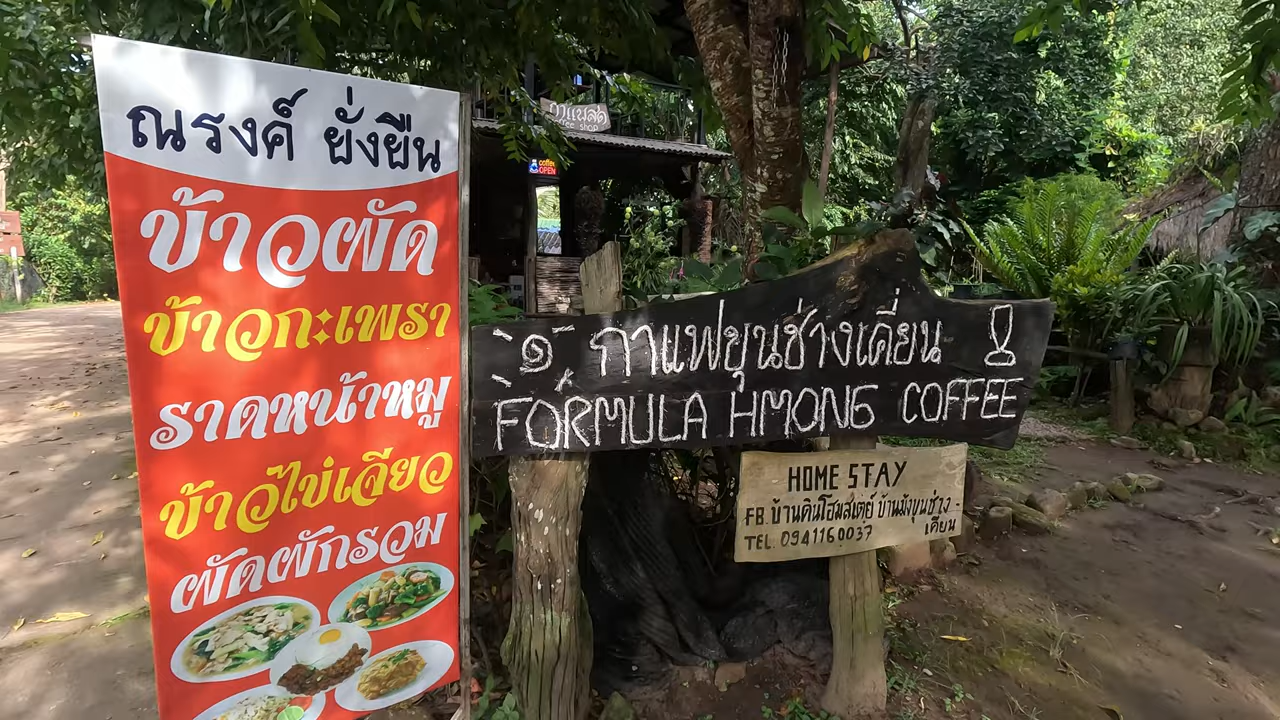 ณรงค์ ยั่งยืน
ข้าวผัด
ข้าวกะเพรา
ราดหน้าหมู
ข้าวไข่เจียว
ผัดผักรวม
กาแฟสด
coffee shop
coffee
OPEN
กาแฟขุนช่างเคี่ยน
FORMULA HMONG COFFEE
HOME STAY
FB. บ้านดินโฮมสเตย์ บ้านม้งขุนช่าง-
เคี่ยน
TEL. 0941160037